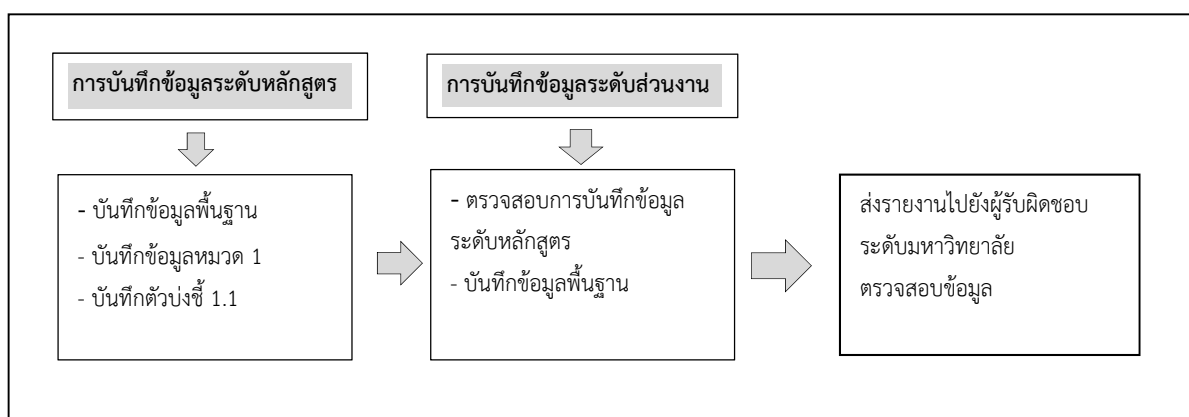 การบันทึกข้อมูลระดับหลักสูตร
การบันทึกข้อมูลระดับส่วนงาน
- บันทึกข้อมูลพื้นฐาน
- บันทึกข้อมูลหมวด 1
- บันทึกตัวบ่งชี้ 1.1
- ตรวจสอบการบันทึกข้อมูล
ระดับหลักสูตร
- บันทึกข้อมูลพื้นฐาน
ส่งรายงานไปยังผู้รับผิดชอบ
ระดับมหาวิทยาลัย
ตรวจสอบข้อมูล